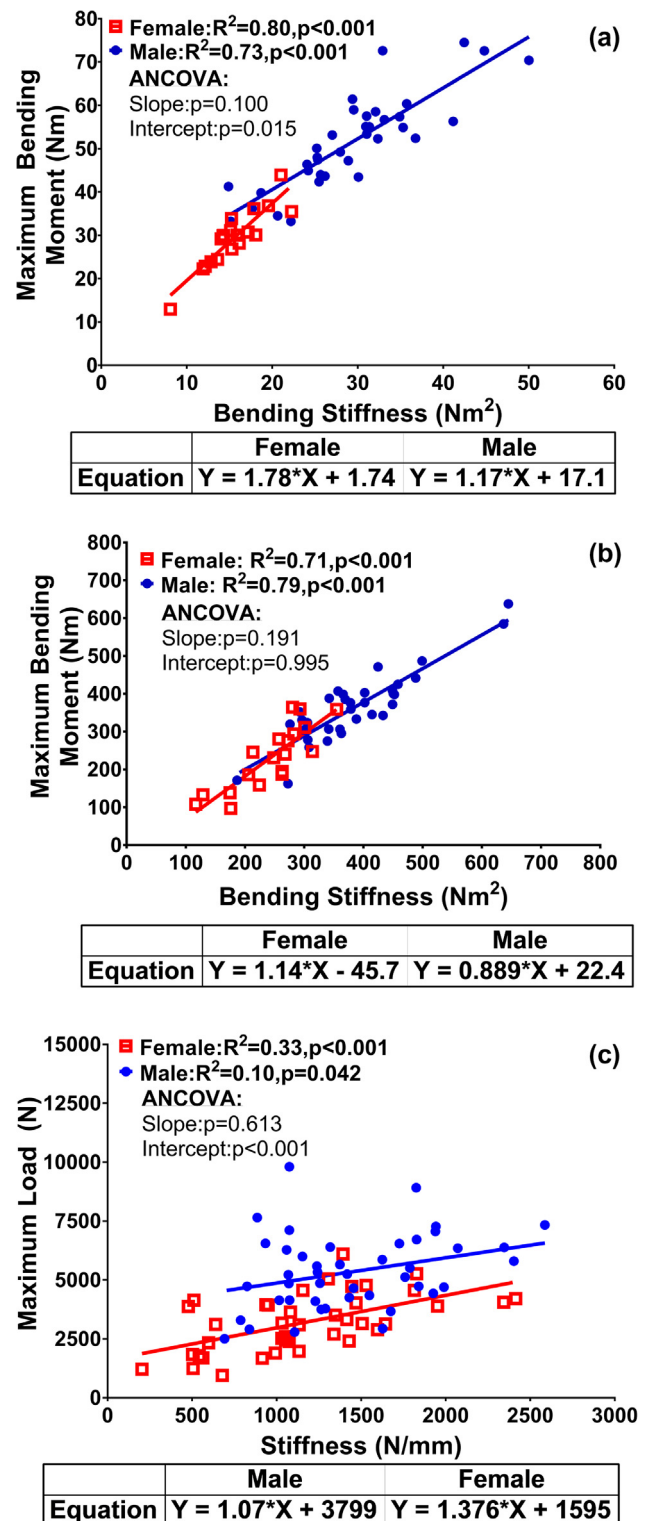 (a)
Female:R²=0.80,p<0.001
Male:R²=0.73,p<0.001
ANCOVA:
Slope:p=0.100
Intercept:p=0.015
Maximum Bending
Moment (Nm)
80
70
60
50
40
30
20
10
0
0 10 20 30 40 50 60
Bending Stiffness (Nm²)
Female Male
Equation Y = 1.78*X + 1.74 Y = 1.17*X + 17.1
(b)
Female: R²=0.71,p<0.001
Male: R²=0.79,p<0.001
ANCOVA:
Slope:p=0.191
Intercept:p=0.995
Maximum Bending
Moment (Nm)
800
700
600
500
400
300
200
100
0
0 100 200 300 400 500 600 700 800
Bending Stiffness (Nm²)
Female Male
Equation Y = 1.14*X - 45.7 Y = 0.889*X + 22.4
(c)
Female:R²=0.33,p<0.001
Male:R²=0.10,p=0.042
ANCOVA:
Slope:p=0.613
Intercept:p<0.001
Maximum Load (N)
15000
12500
10000
7500
5000
2500
0
0 500 1000 1500 2000 2500 3000
Stiffness (N/mm)
Male Female
Equation Y = 1.07*X + 3799 Y = 1.376*X + 1595